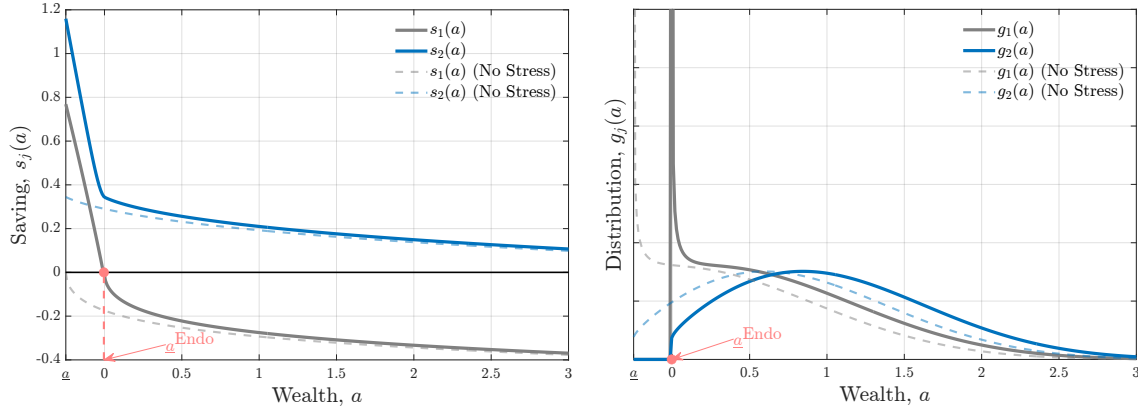 1.2
1
0.8
0.6
0.4
0.2
0
-0.2
-0.4
Saving, s_j(a)
s_1(a)
s_2(a)
s_1(a) (No Stress)
s_2(a) (No Stress)
a̲^Endo
a̲ 0 0.5 1 1.5 2 2.5 3
Wealth, a
Distribution, g_j(a)
g_1(a)
g_2(a)
g_1(a) (No Stress)
g_2(a) (No Stress)
a̲^Endo
a̲ 0 0.5 1 1.5 2 2.5 3
Wealth, a